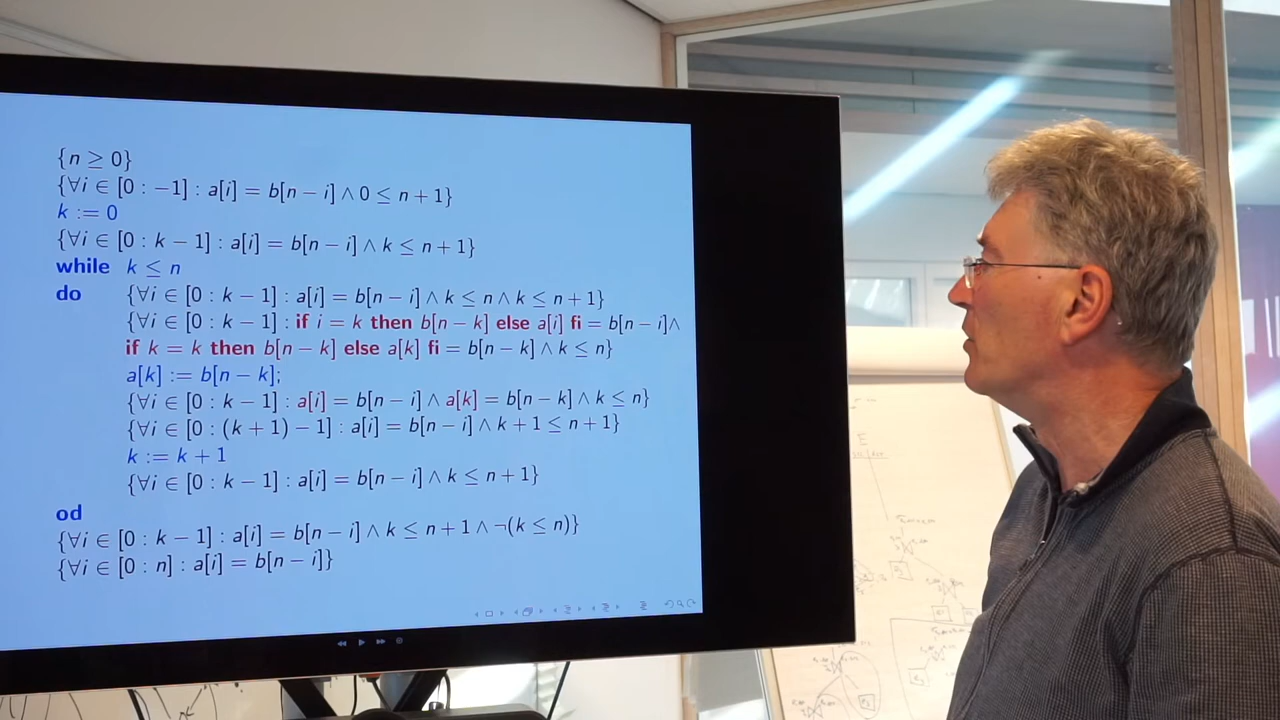 {n ≥ 0}
{∀i ∈ [0 : −1] : a[i] = b[n − i] ∧ 0 ≤ n + 1}
k := 0
{∀i ∈ [0 : k − 1] : a[i] = b[n − i] ∧ k ≤ n + 1}
while k ≤ n
do {∀i ∈ [0 : k − 1] : a[i] = b[n − i] ∧ k ≤ n ∧ k ≤ n + 1}
{∀i ∈ [0 : k − 1] : if i = k then b[n − k] else a[i] fi = b[n − i]∧
if k = k then b[n − k] else a[k] fi = b[n − k] ∧ k ≤ n}
a[k] := b[n − k];
{∀i ∈ [0 : k − 1] : a[i] = b[n − i] ∧ a[k] = b[n − k] ∧ k ≤ n}
{∀i ∈ [0 : (k + 1) − 1] : a[i] = b[n − i] ∧ k + 1 ≤ n + 1}
k := k + 1
{∀i ∈ [0 : k − 1] : a[i] = b[n − i] ∧ k ≤ n + 1}
od
{∀i ∈ [0 : k − 1] : a[i] = b[n − i] ∧ k ≤ n + 1 ∧ ¬(k ≤ n)}
{∀i ∈ [0 : n] : a[i] = b[n − i]}